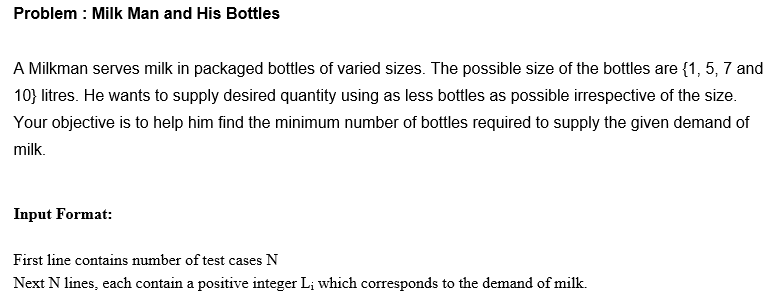 Problem : Milk Man and His Bottles
A Milkman serves milk in packaged bottles of varied sizes. The possible size of the bottles are {1, 5, 7 and
10} litres. He wants to supply desired quantity using as less bottles as possible irrespective of the size.
Your objective is to help him find the minimum number of bottles required to supply the given demand of
milk.
Input Format:
First line contains number of test cases N
Next N lines, each contain a positive integer Li which corresponds to the demand of milk.